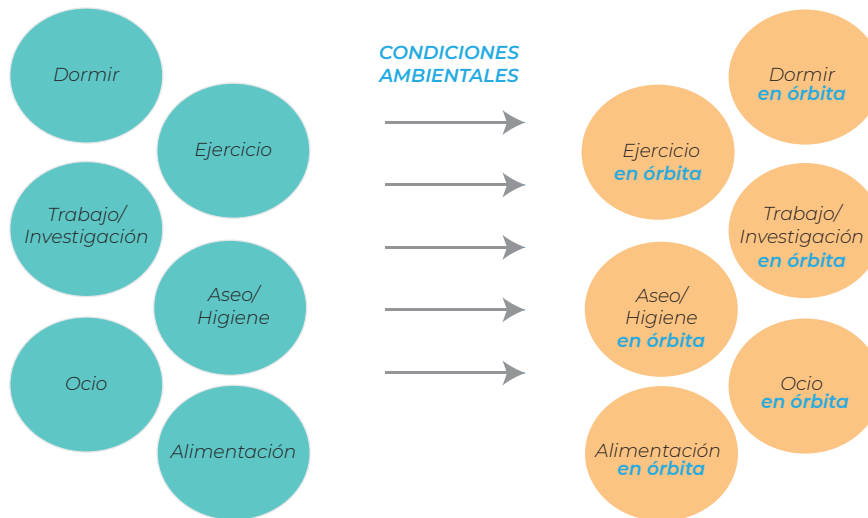 Dormir
Ejercicio
Trabajo/
Investigación
Aseo/
Higiene
Ocio
Alimentación
CONDICIONES
AMBIENTALES
Dormir
en órbita
Ejercicio
en órbita
Trabajo/
Investigación
en órbita
Aseo/
Higiene
en órbita
Ocio
en órbita
Alimentación
en órbita